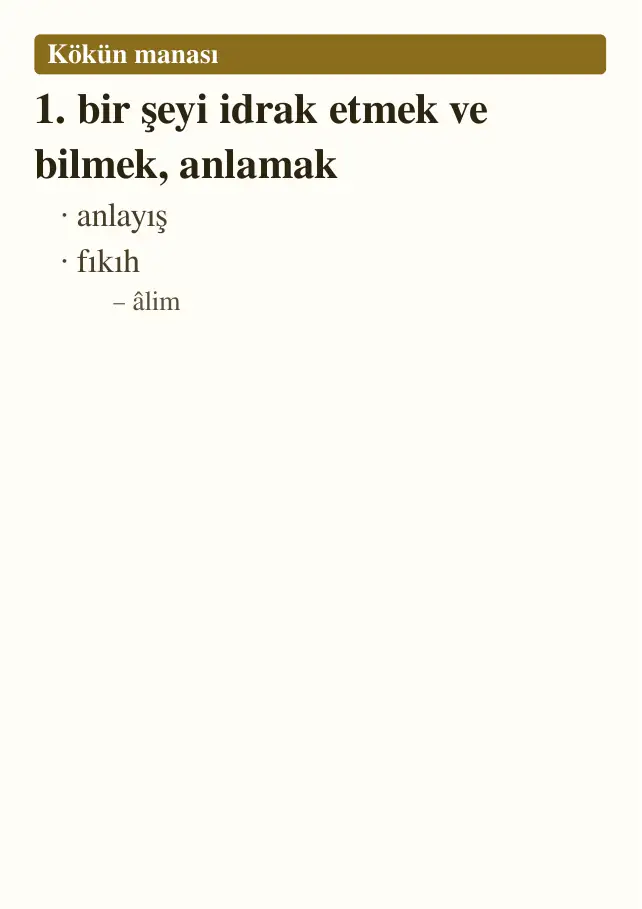 Kökün manası
1. bir şeyi idrak etmek ve
bilmek, anlamak
· anlayış
· fıkıh
– âlim